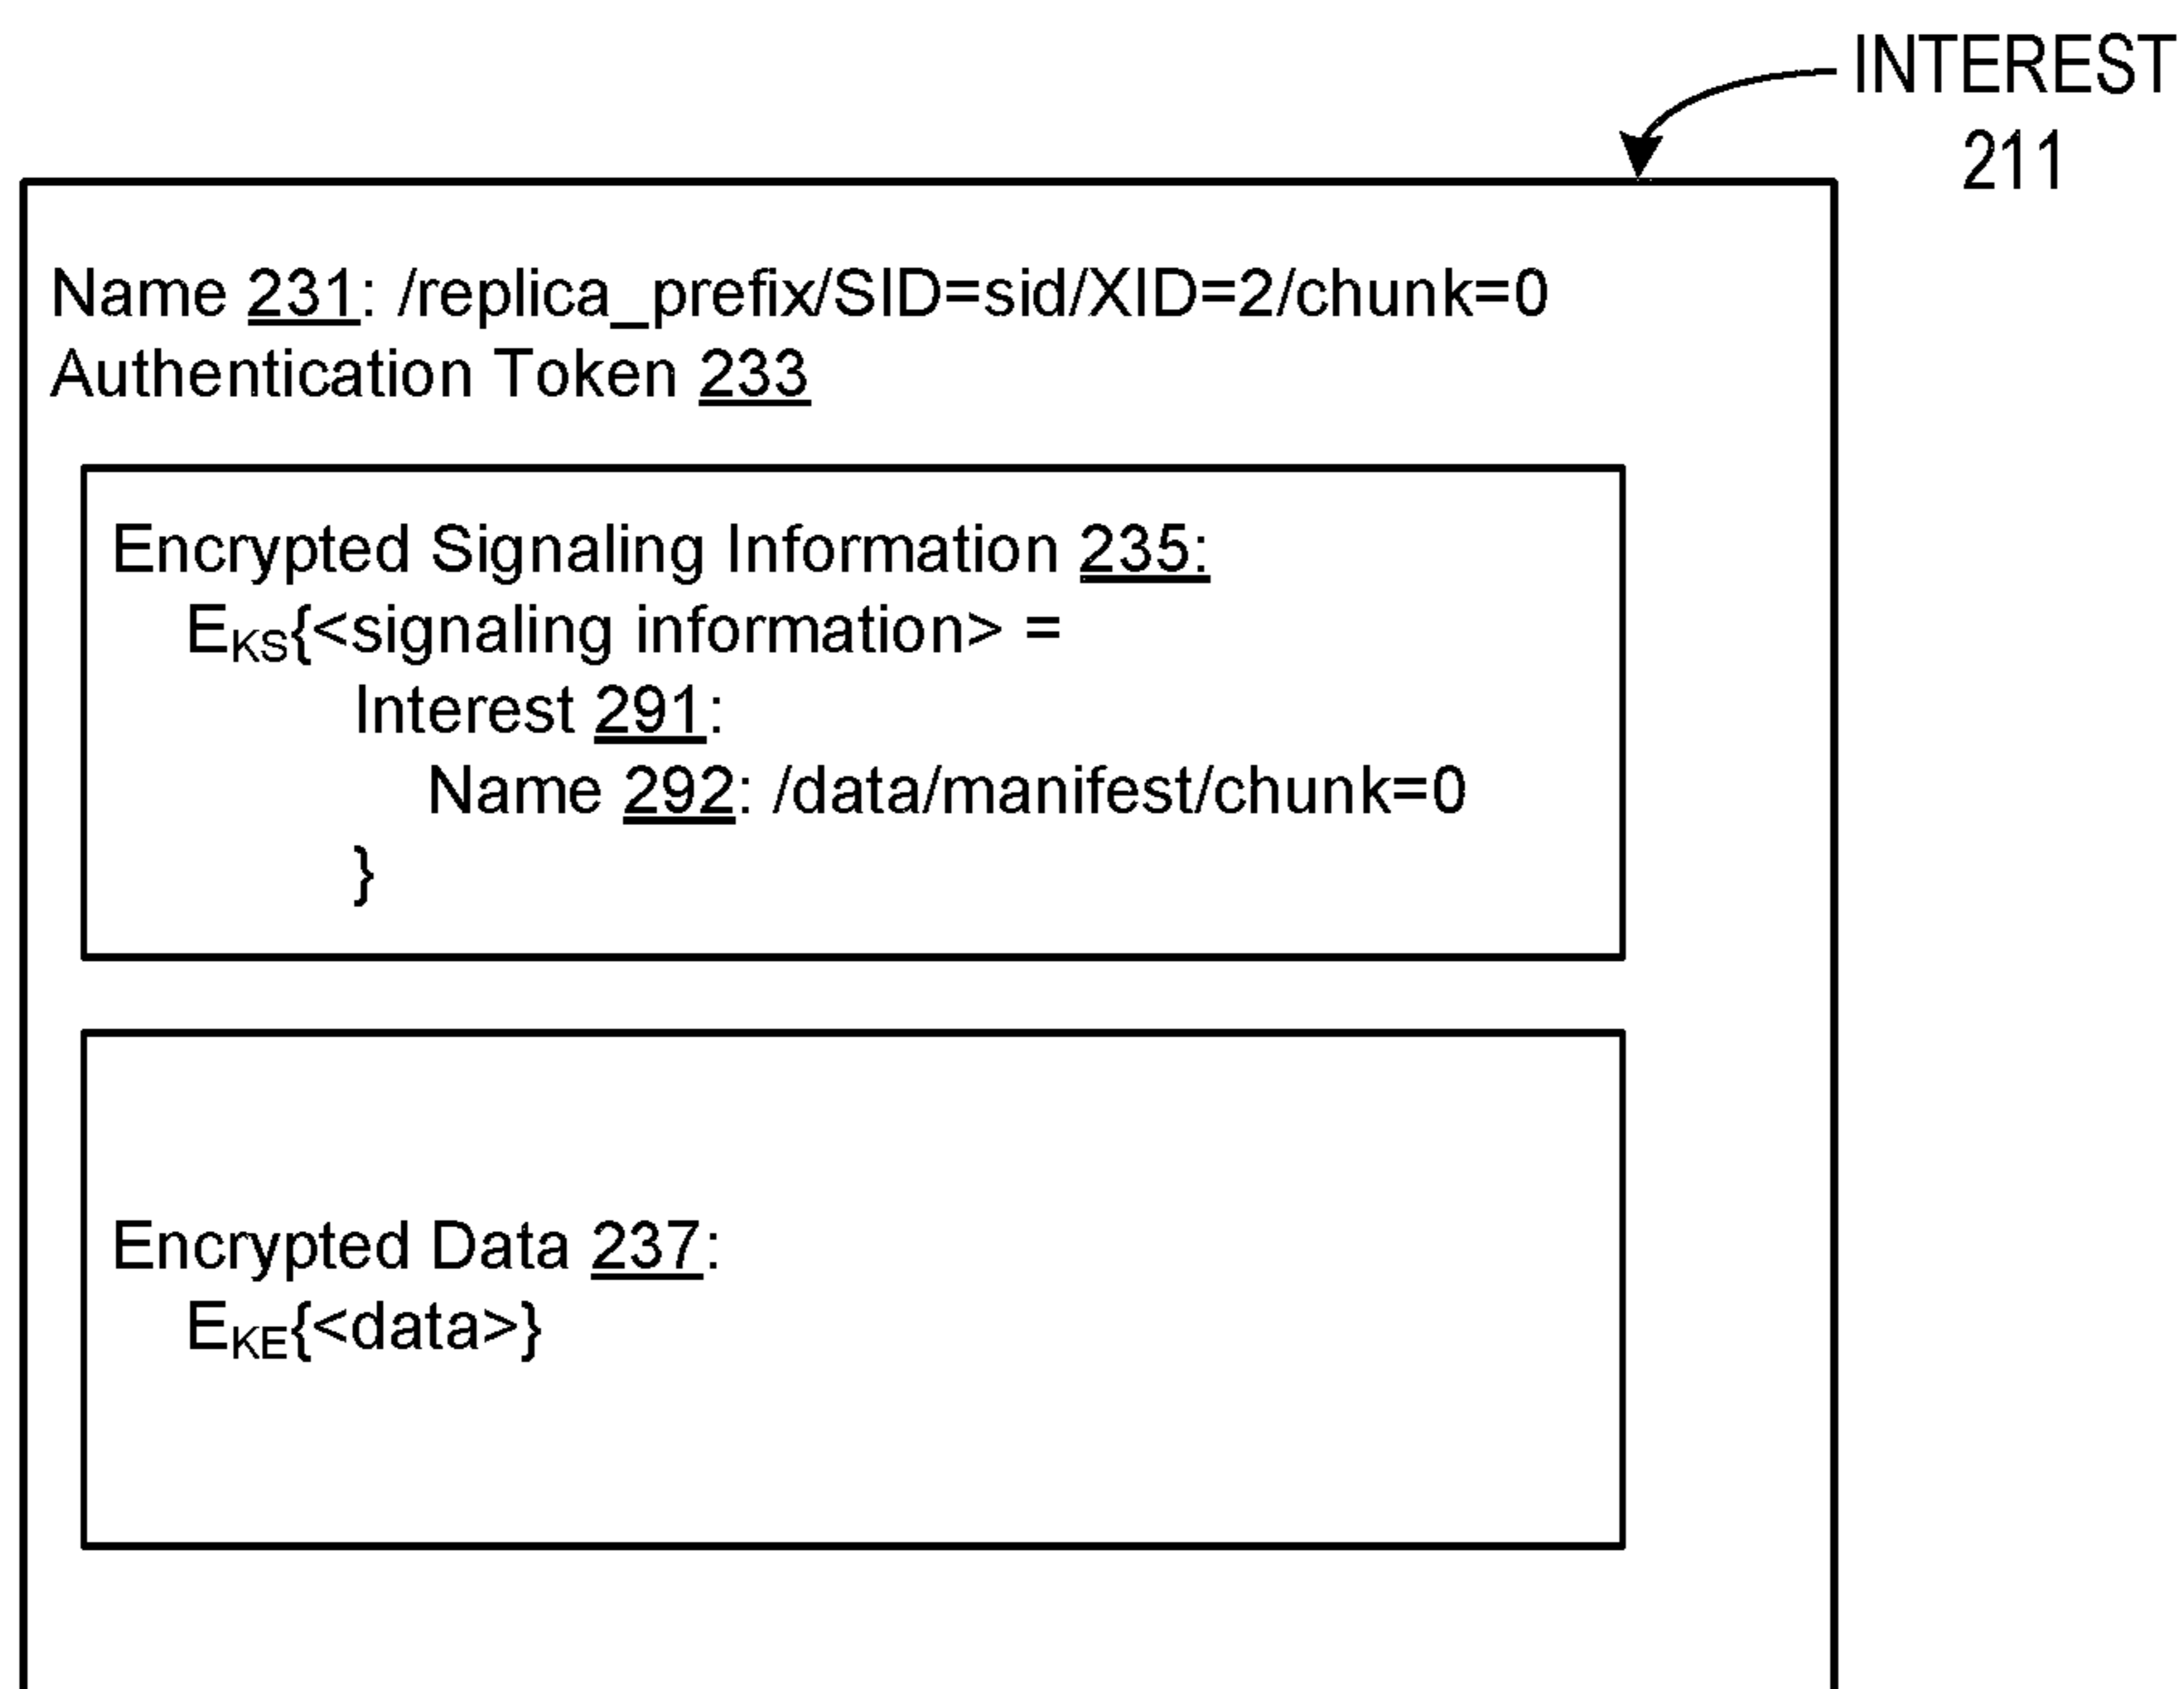 INTEREST
211
Name 231: /replica_prefix/SID=sid/XID=2/chunk=0
Authentication Token 233
Encrypted Signaling Information 235:
EKS{<signaling information> =
Interest 291:
Name 292: /data/manifest/chunk=0
}
Encrypted Data 237:
EKE{<data>}